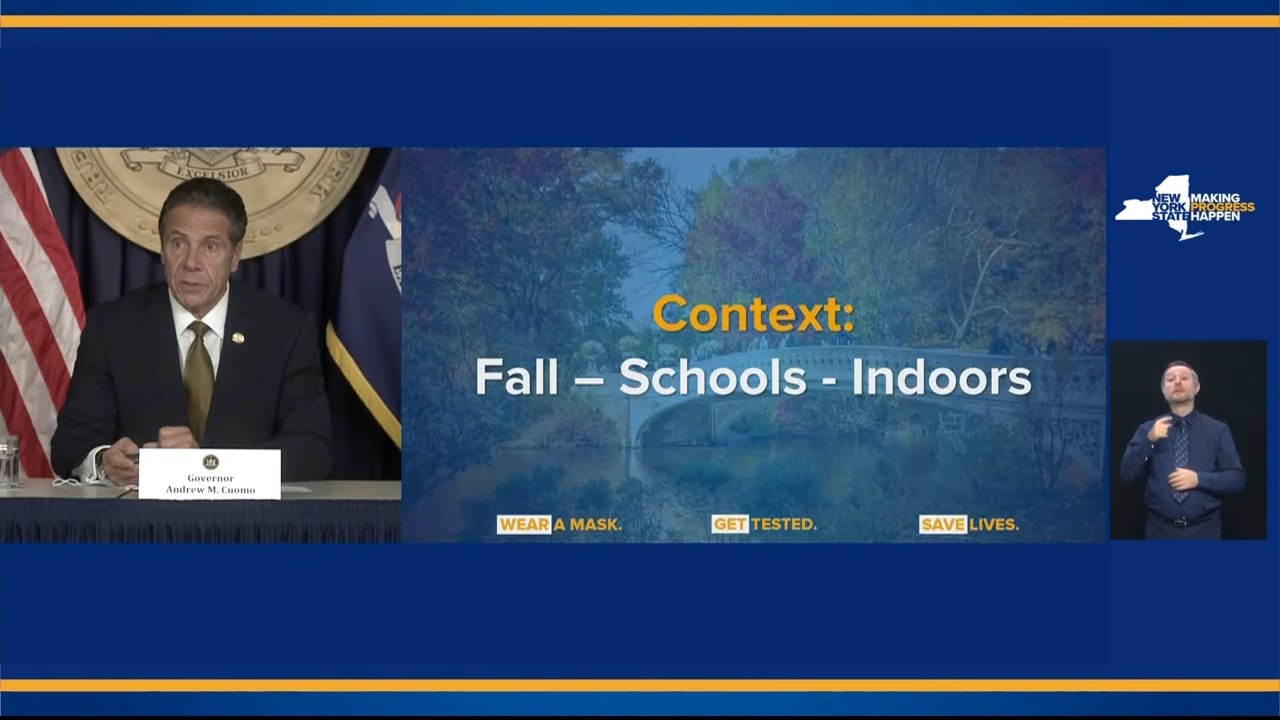 EXCELSIOR
Governor
Andrew M. Cuomo
Context:
Fall – Schools - Indoors
WEAR A MASK.
GET TESTED.
SAVE LIVES.
NEW
YORK
STATE
MAKING
PROGRESS
HAPPEN